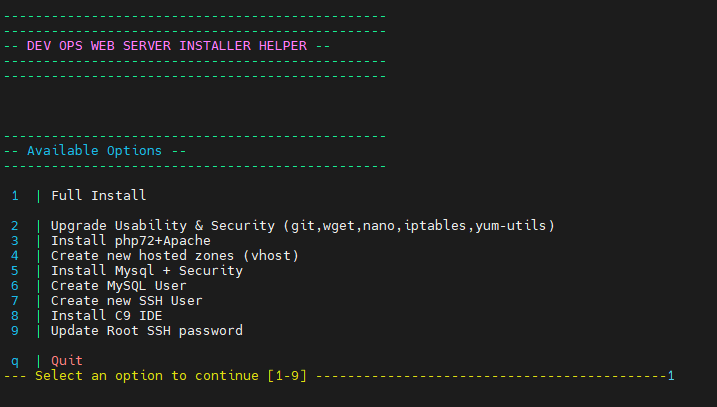 ------------------------------------------------
------------------------------------------------
-- DEV OPS WEB SERVER INSTALLER HELPER --
------------------------------------------------
------------------------------------------------
------------------------------------------------
-- Available Options --
------------------------------------------------
1 | Full Install
2 | Upgrade Usability & Security (git,wget,nano,iptables,yum-utils)
3 | Install php72+Apache
4 | Create new hosted zones (vhost)
5 | Install Mysql + Security
6 | Create MySQL User
7 | Create new SSH User
8 | Install C9 IDE
9 | Update Root SSH password
q | Quit
--- Select an option to continue [1-9] --------------------------------------------1